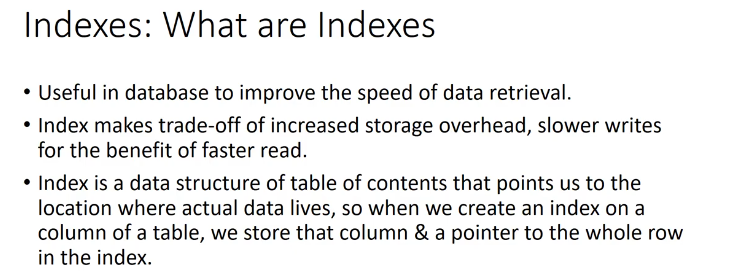 Indexes: What are Indexes
• Useful in database to improve the speed of data retrieval.
• Index makes trade-off of increased storage overhead, slower writes
for the benefit of faster read.
• Index is a data structure of table of contents that points us to the
location where actual data lives, so when we create an index on a
column of a table, we store that column & a pointer to the whole row
in the index.